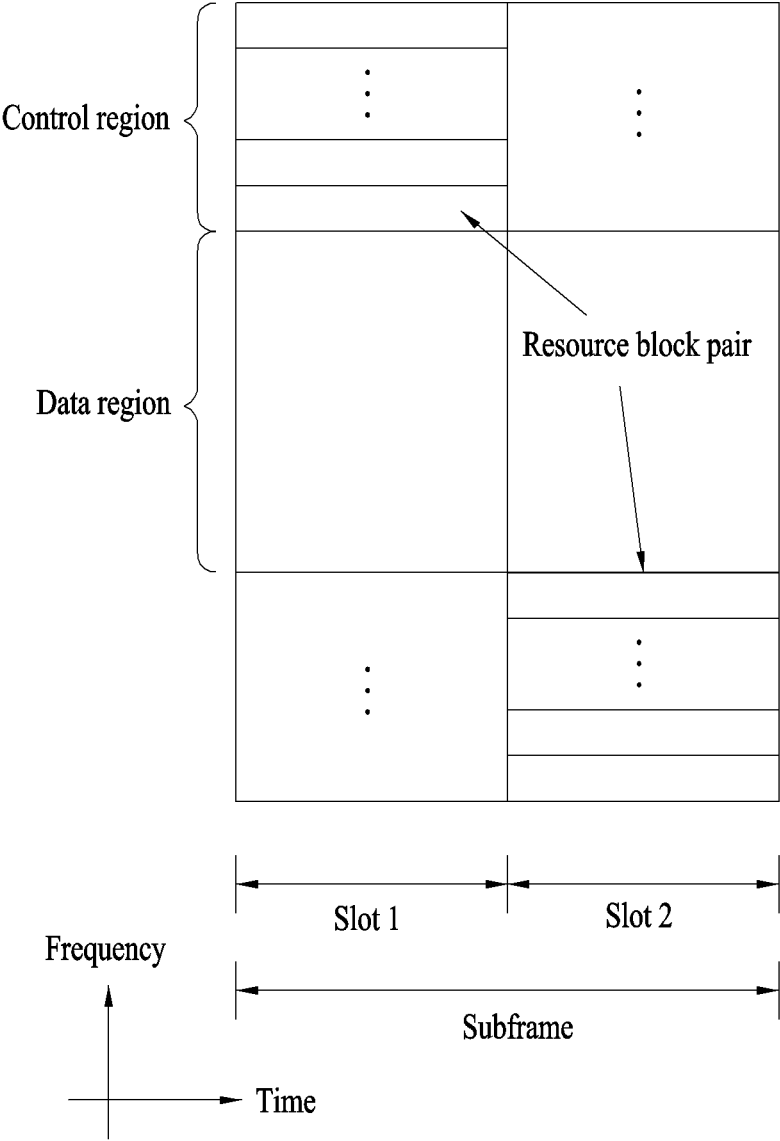 Control region
Resource block pair
Data region
Slot 1
Slot 2
Frequency
Subframe
Time